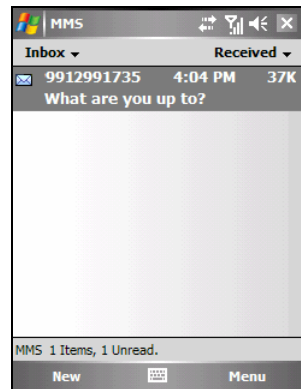 MMS
Inbox Received
9912991735 4:04 PM 37K
What are you up to?
MMS 1 Items, 1 Unread.
New Menu